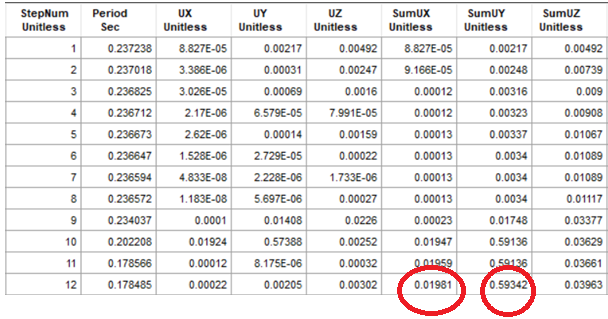 StepNum Period UX UY UZ SumUX SumUY SumUZ
Unitless Sec Unitless Unitless Unitless Unitless Unitless Unitless
1 0.237238 8.827E-05 0.00217 0.00492 8.827E-05 0.00217 0.00492
2 0.237018 3.386E-06 0.00031 0.00247 9.166E-05 0.00248 0.00739
3 0.236825 3.026E-05 0.00069 0.0016 0.00012 0.00316 0.009
4 0.236712 2.17E-06 6.579E-05 7.991E-05 0.00012 0.00323 0.00908
5 0.236673 2.62E-06 0.00014 0.00159 0.00013 0.00337 0.01067
6 0.236647 1.528E-06 2.729E-05 0.00022 0.00013 0.0034 0.01089
7 0.236594 4.833E-08 2.228E-06 1.733E-06 0.00013 0.0034 0.01089
8 0.236572 1.183E-08 5.697E-06 0.00027 0.00013 0.0034 0.01117
9 0.234037 0.0001 0.01408 0.0226 0.00023 0.01748 0.03377
10 0.202208 0.01924 0.57388 0.00252 0.01947 0.59136 0.03629
11 0.178566 0.00012 8.175E-06 0.00032 0.01959 0.59136 0.03661
12 0.178485 0.00022 0.00205 0.00302 0.01981 0.59342 0.03963